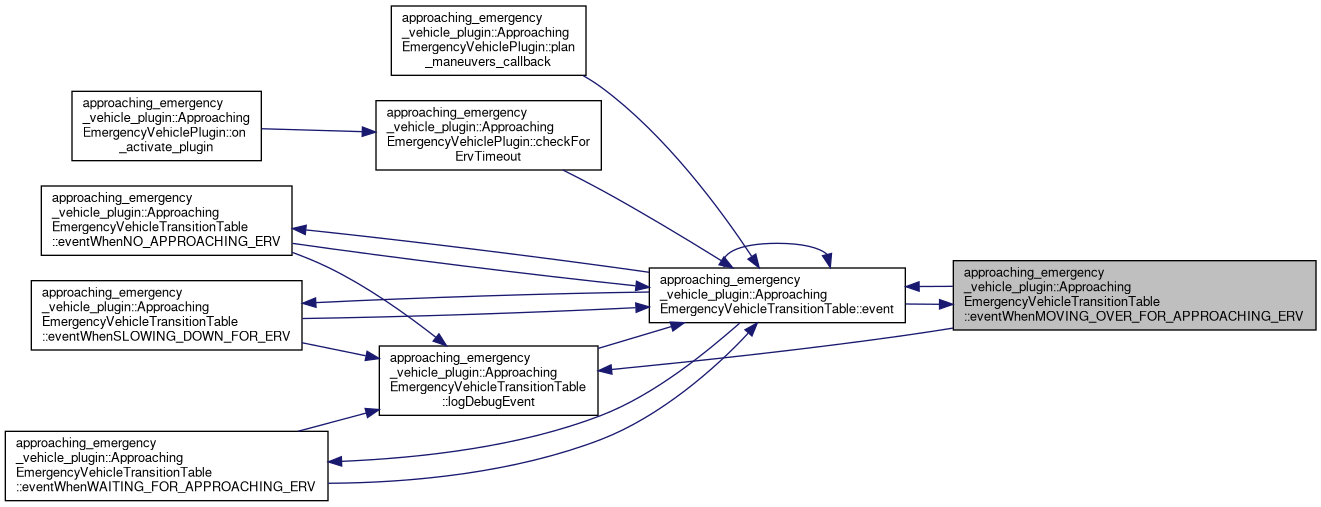 approaching_emergency
_vehicle_plugin::Approaching
EmergencyVehiclePlugin::plan
_maneuvers_callback
approaching_emergency
_vehicle_plugin::Approaching
EmergencyVehiclePlugin::on
_activate_plugin
approaching_emergency
_vehicle_plugin::Approaching
EmergencyVehiclePlugin::checkFor
ErvTimeout
approaching_emergency
_vehicle_plugin::Approaching
EmergencyVehicleTransitionTable
::eventWhenNO_APPROACHING_ERV
approaching_emergency
_vehicle_plugin::Approaching
EmergencyVehicleTransitionTable::event
approaching_emergency
_vehicle_plugin::Approaching
EmergencyVehicleTransitionTable
::eventWhenMOVING_OVER_FOR_APPROACHING_ERV
approaching_emergency
_vehicle_plugin::Approaching
EmergencyVehicleTransitionTable
::eventWhenSLOWING_DOWN_FOR_ERV
approaching_emergency
_vehicle_plugin::Approaching
EmergencyVehicleTransitionTable
::logDebugEvent
approaching_emergency
_vehicle_plugin::Approaching
EmergencyVehicleTransitionTable
::eventWhenWAITING_FOR_APPROACHING_ERV